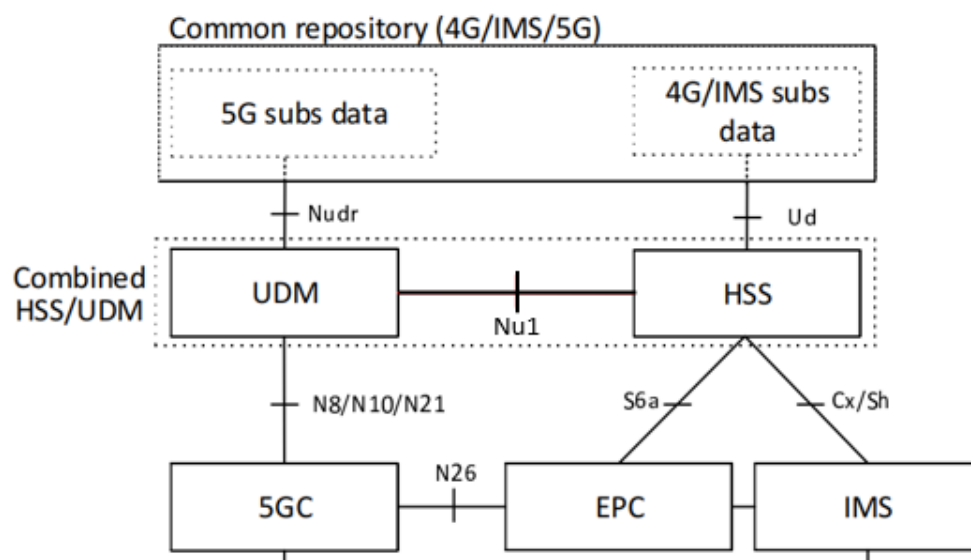 Common repository (4G/IMS/5G)
5G subs data
4G/IMS subs
data
Nudr
Ud
Combined
HSS/UDM
UDM
HSS
Nu1
N8/N10/N21
S6a
Cx/Sh
N26
5GC
EPC
IMS